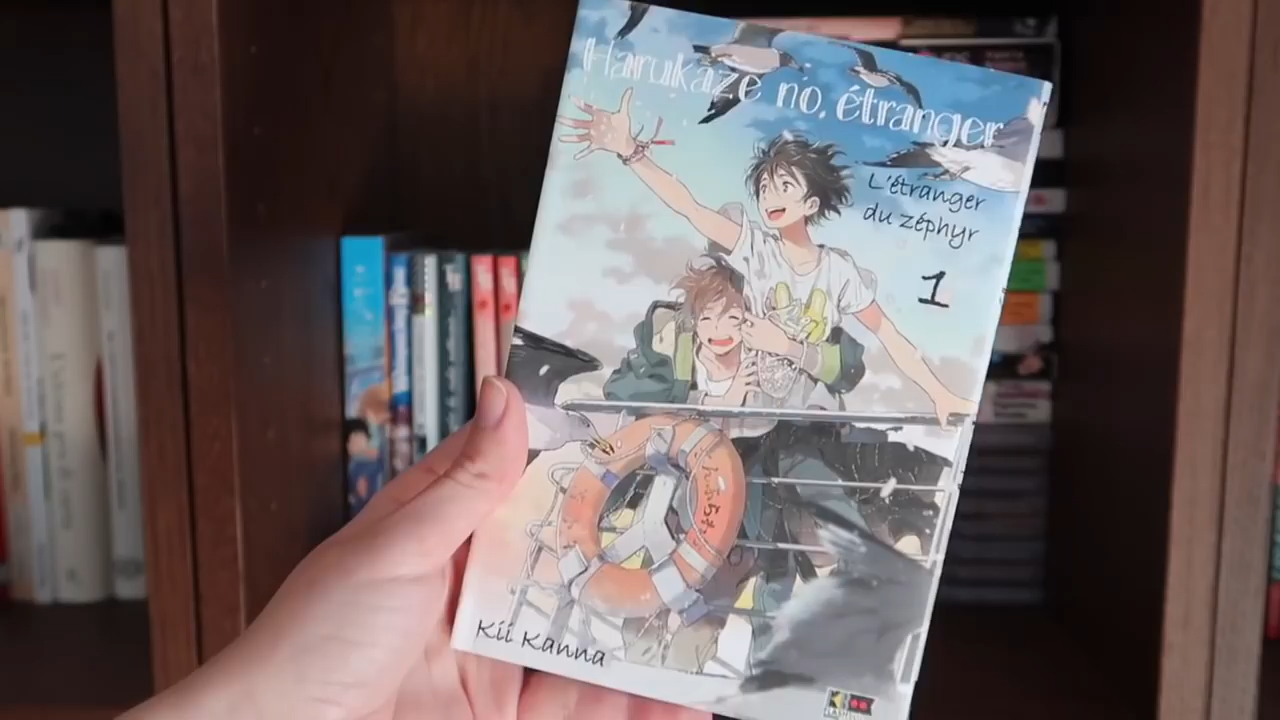 Harukaze no étranger
L'étranger
du zéphyr
1
Kii Kanna